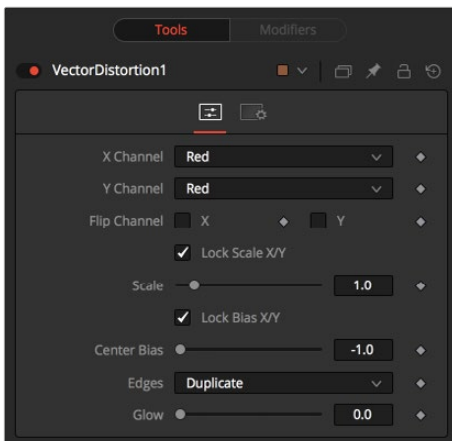 Tools Modifiers
VectorDistortion1
X Channel Red
Y Channel Red
Flip Channel X Y
Lock Scale X/Y
Scale 1.0
Lock Bias X/Y
Center Bias -1.0
Edges Duplicate
Glow 0.0